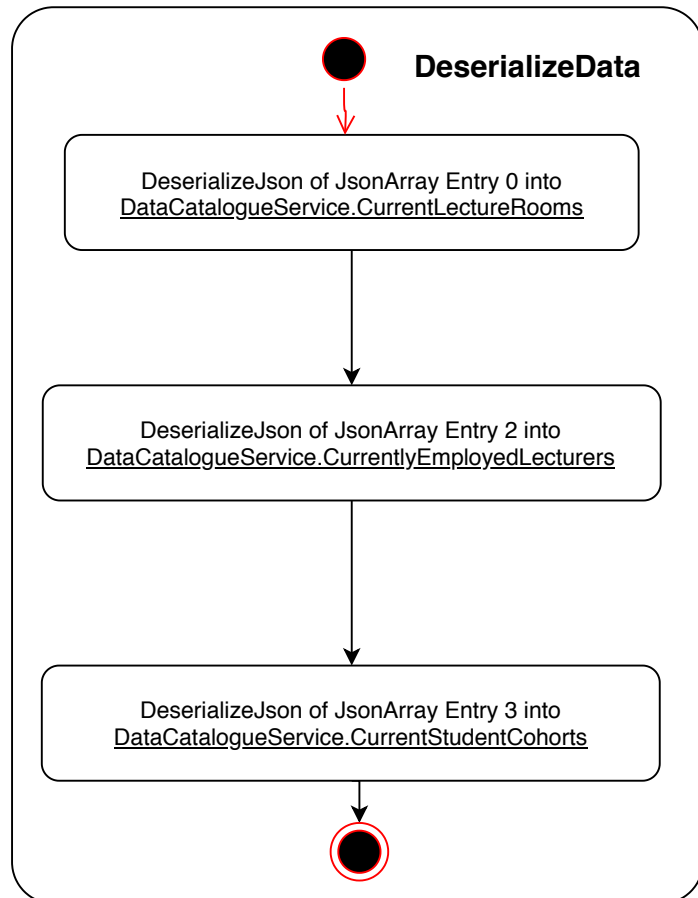 DeserializeData
DeserializeJson of JsonArray Entry 0 into
DataCatalogueService.CurrentLectureRooms
DeserializeJson of JsonArray Entry 2 into
DataCatalogueService.CurrentlyEmployedLecturers
DeserializeJson of JsonArray Entry 3 into
DataCatalogueService.CurrentStudentCohorts